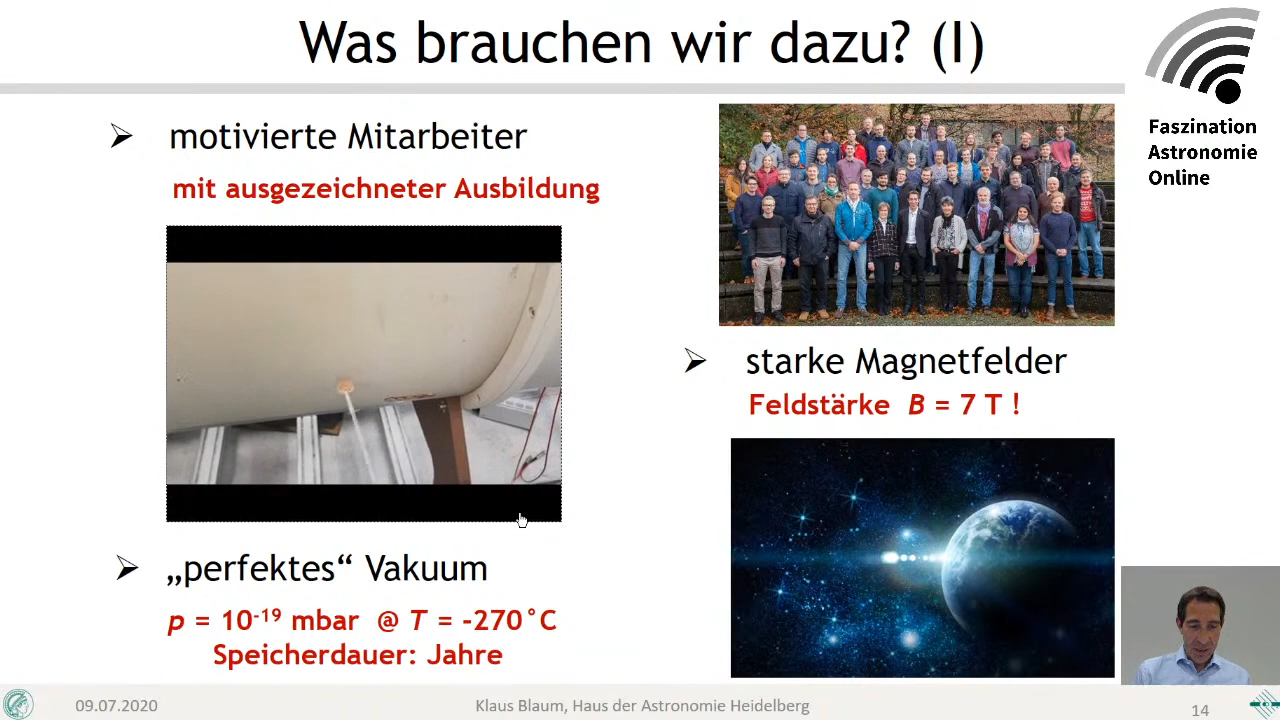 Was brauchen wir dazu? (I)
Faszination
Astronomie
Online
➢ motivierte Mitarbeiter
mit ausgezeichneter Ausbildung
➢ starke Magnetfelder
Feldstärke B = 7 T !
➢ „perfektes“ Vakuum
p = 10⁻¹⁹ mbar @ T = -270°C
Speicherdauer: Jahre
09.07.2020
Klaus Blaum, Haus der Astronomie Heidelberg
14